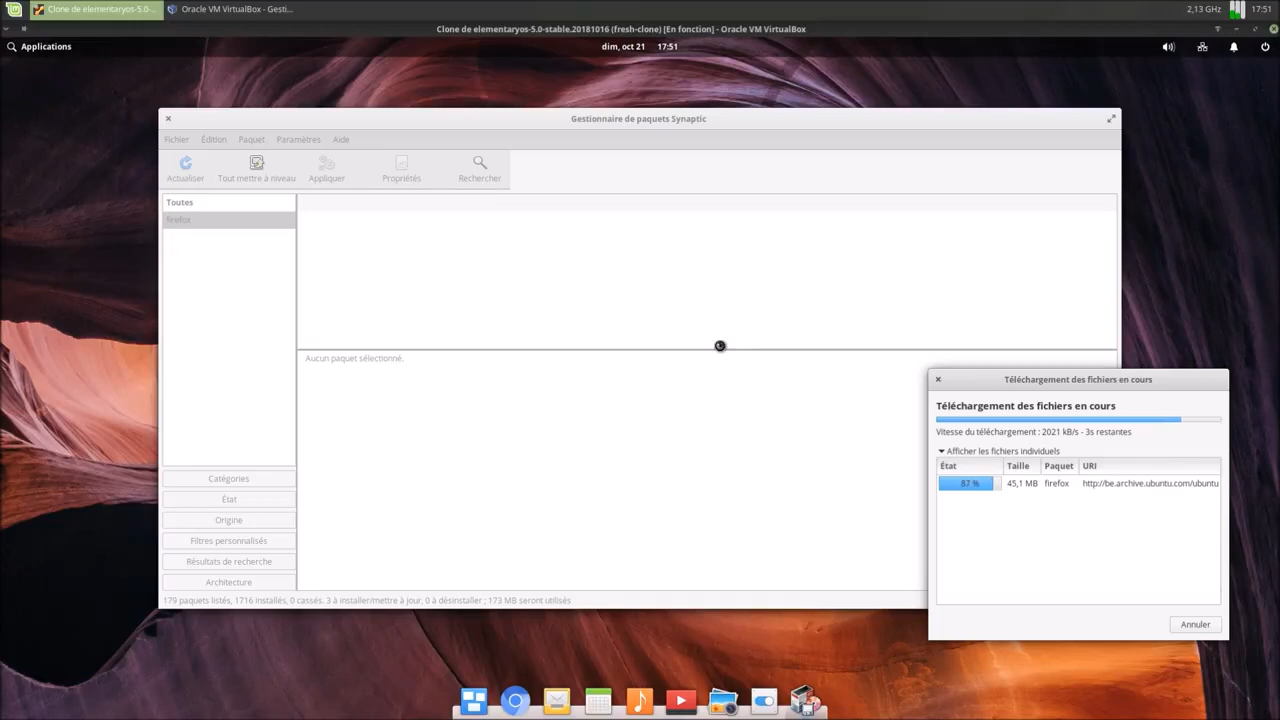 Clone de elementaryos-5.0-...
Oracle VM VirtualBox - Gesti...
2,13 GHz
17:51
Clone de elementaryos-5.0-stable.20181016 (fresh-clone) [En fonction] - Oracle VM VirtualBox
Applications
dim, oct 21 17:51
Gestionnaire de paquets Synaptic
Fichier Édition Paquet Paramètres Aide
Actualiser Tout mettre à niveau Appliquer Propriétés Rechercher
Toutes
firefox
Aucun paquet sélectionné.
Catégories
État
Origine
Filtres personnalisés
Résultats de recherche
Architecture
179 paquets listés, 1716 installés, 0 cassés. 3 à installer/mettre à jour, 0 à désinstaller ; 173 MB seront utilisés
Téléchargement des fichiers en cours
Téléchargement des fichiers en cours
Vitesse du téléchargement : 2021 kB/s - 3s restantes
Afficher les fichiers individuels
État Taille Paquet URI
87 % 45,1 MB firefox http://be.archive.ubuntu.com/ubuntu
Annuler